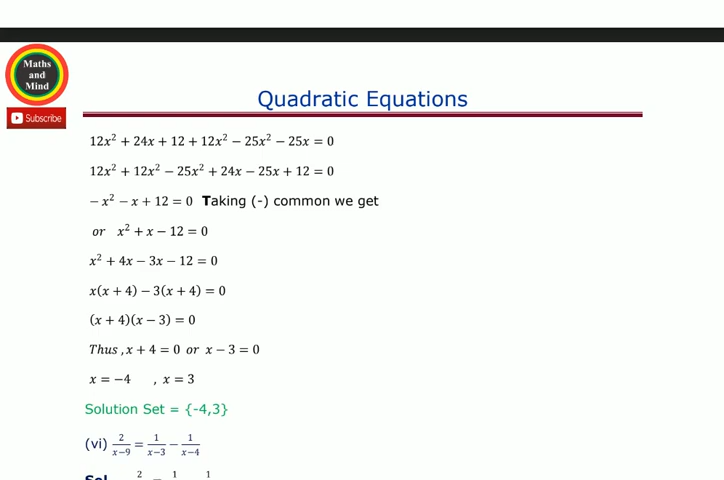 Maths
and
Mind
Subscribe
Quadratic Equations
12x² + 24x + 12 + 12x² − 25x² − 25x = 0
12x² + 12x² − 25x² + 24x − 25x + 12 = 0
− x² − x + 12 = 0 Taking (-) common we get
or x² + x − 12 = 0
x² + 4x − 3x − 12 = 0
x(x + 4) − 3(x + 4) = 0
(x + 4)(x − 3) = 0
Thus ,x + 4 = 0 or x − 3 = 0
x = −4 , x = 3
Solution Set = {-4,3}
(vi) 2/(x−9) = 1/(x−3) − 1/(x−4)